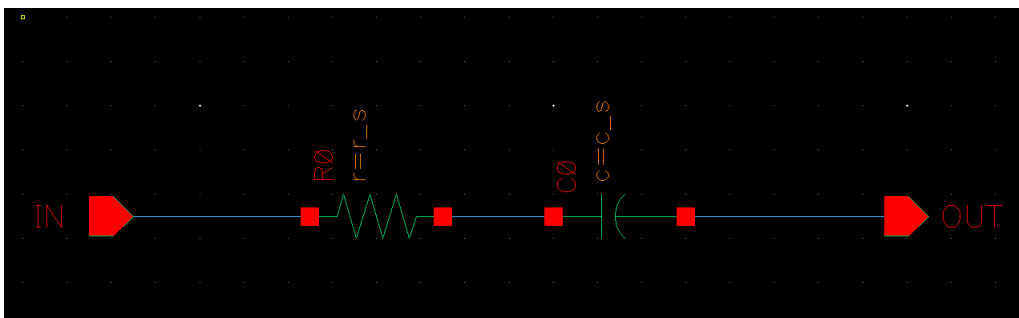 IN
R0
r=r_s
C0
c=c_s
OUT